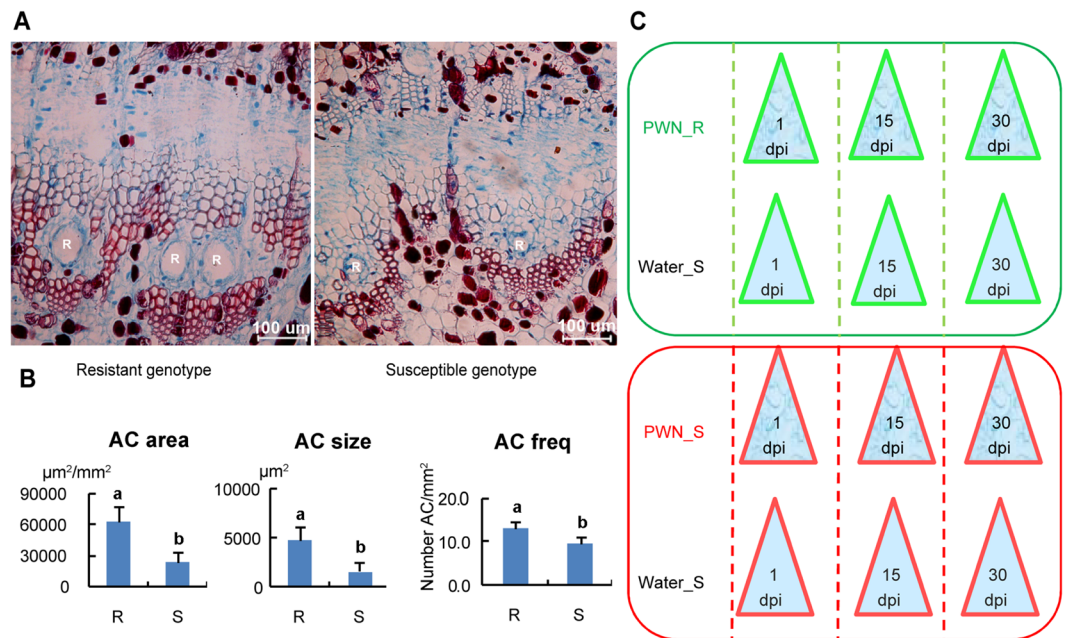 A
R
R
R
100 um
Resistant genotype
R
R
100 um
Susceptible genotype
B
AC area
µm²/mm²
90000
60000
30000
0
a
b
R
S
AC size
µm²
10000
5000
0
a
b
R
S
AC freq
Number AC/mm²
20.0
10.0
0.0
a
b
R
S
C
PWN_R
1
dpi
15
dpi
30
dpi
Water_S
1
dpi
15
dpi
30
dpi
PWN_S
1
dpi
15
dpi
30
dpi
Water_S
1
dpi
15
dpi
30
dpi